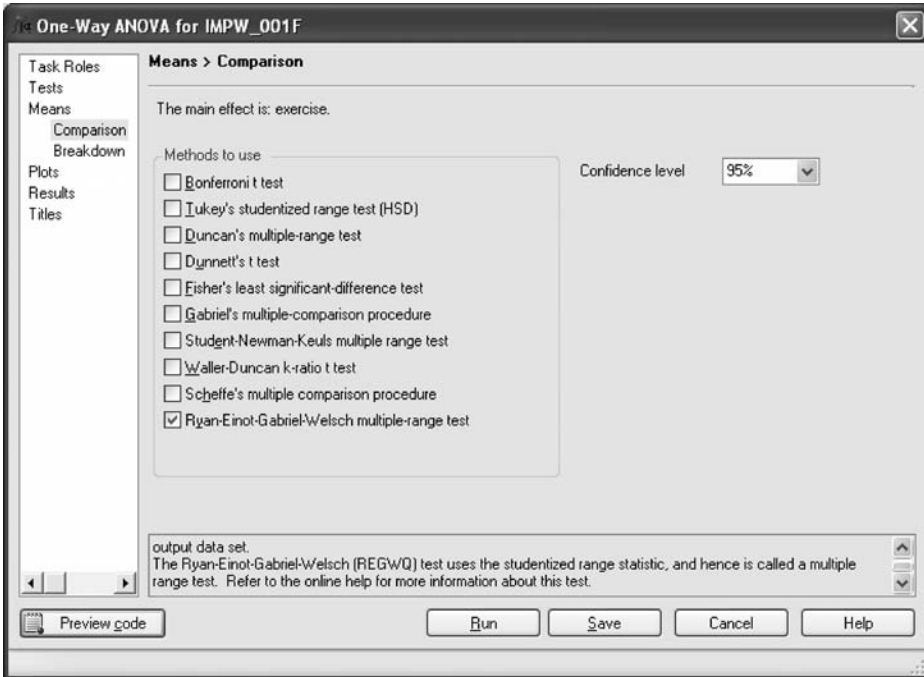 One-Way ANOVA for IMPW_001F
Task Roles
Tests
Means
Comparison
Breakdown
Plots
Results
Titles
Means > Comparison
The main effect is: exercise.
Methods to use
Bonferroni t test
Tukey's studentized range test (HSD)
Duncan's multiple-range test
Dunnett's t test
Fisher's least significant-difference test
Gabriel's multiple-comparison procedure
Student-Newman-Keuls multiple range test
Waller-Duncan k-ratio t test
Scheffe's multiple comparison procedure
Ryan-Einot-Gabriel-Welsch multiple-range test
Confidence level 95%
output data set.
The Ryan-Einot-Gabriel-Welsch (REGWQ) test uses the studentized range statistic, and hence is called a multiple
range test. Refer to the online help for more information about this test.
Preview code Run Save Cancel Help